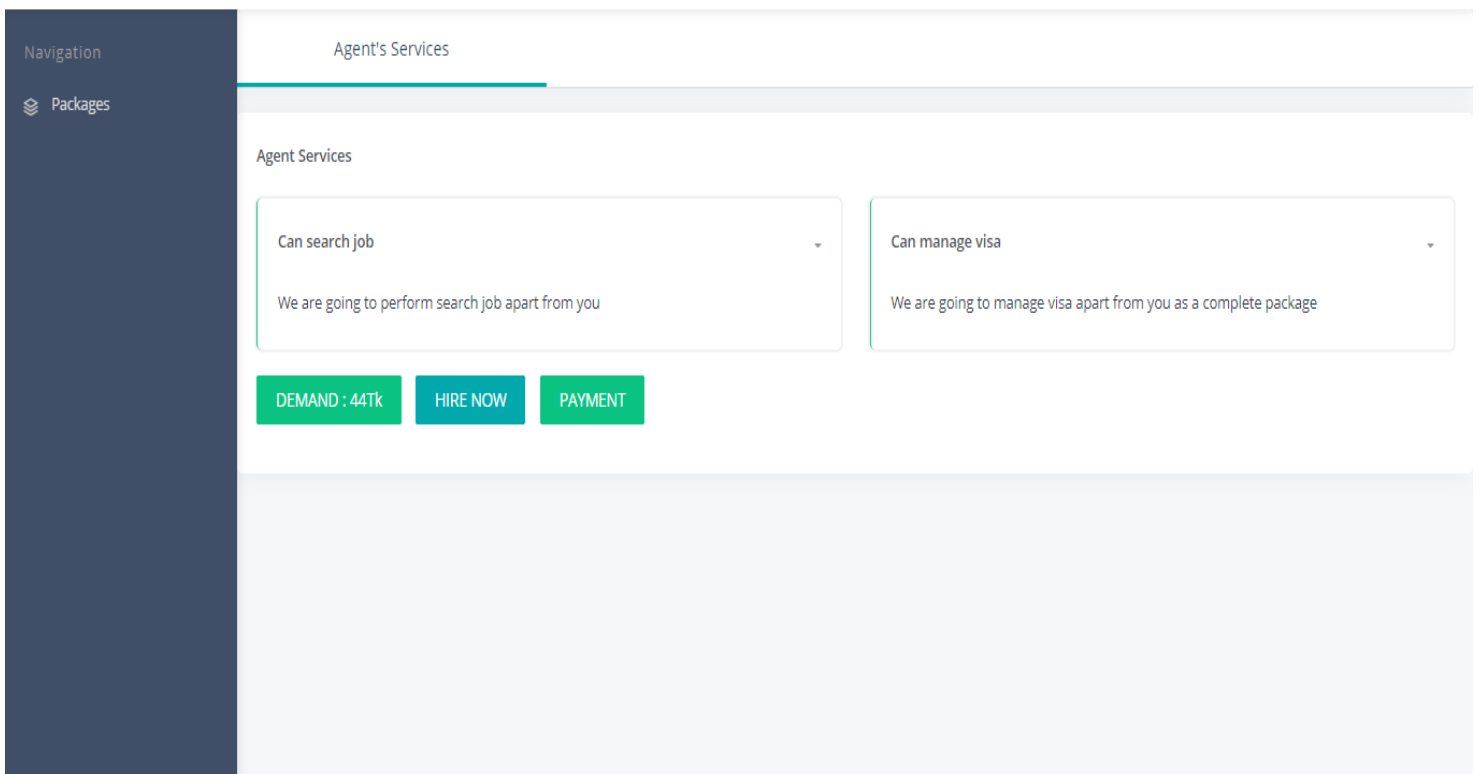 Navigation
Packages
Agent's Services
Agent Services
Can search job
We are going to perform search job apart from you
Can manage visa
We are going to manage visa apart from you as a complete package
DEMAND : 44Tk
HIRE NOW
PAYMENT